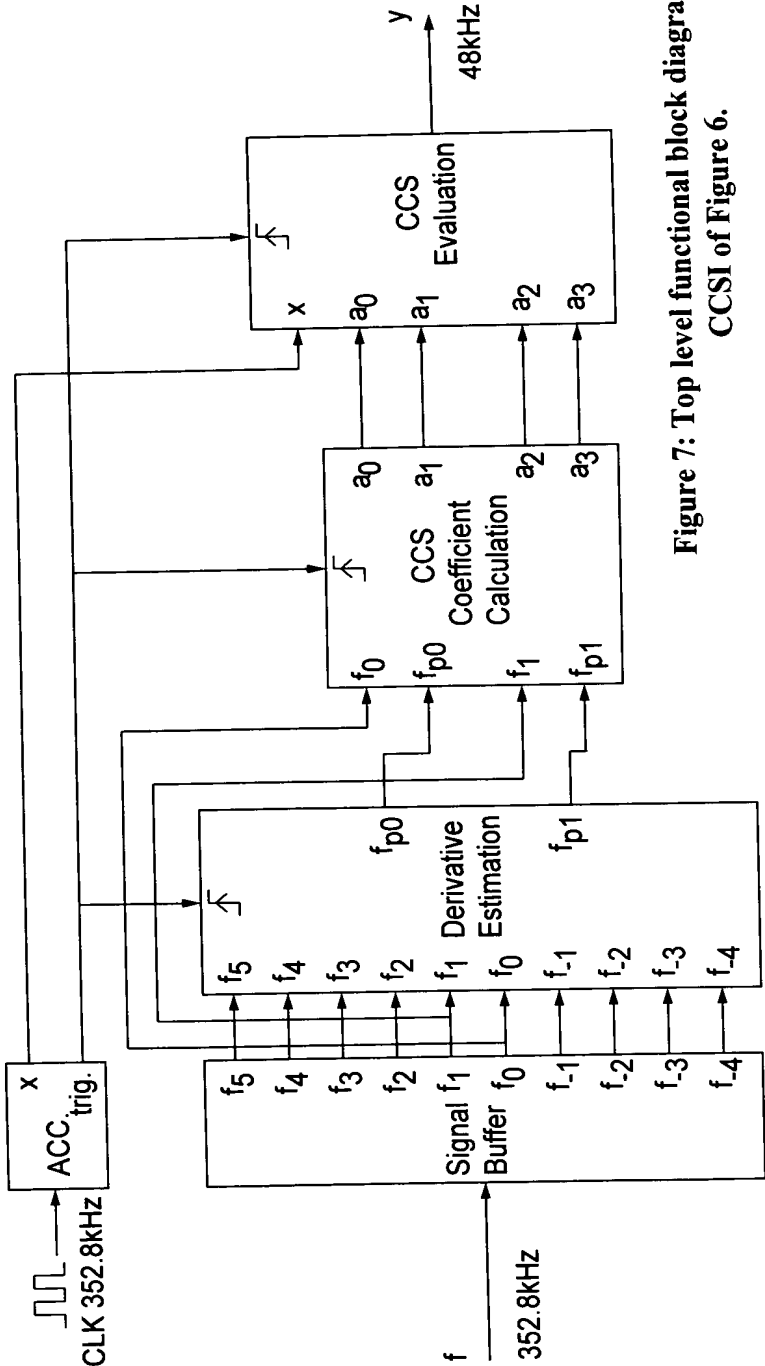 CLK 352.8kHz
ACC.
x
trig.
f
352.8kHz
Signal
Buffer
f5
f4
f3
f2
f1
f0
f-1
f-2
f-3
f-4
f5
f4
f3
f2
f1
f0
f-1
f-2
f-3
f-4
Derivative
Estimation
fp0
fp1
f0
fp0
f1
fp1
CCS
Coefficient
Calculation
a0
a1
a2
a3
x
a0
a1
a2
a3
CCS
Evaluation
y
48kHz
Figure 7: Top level functional block diagra
CCSI of Figure 6.